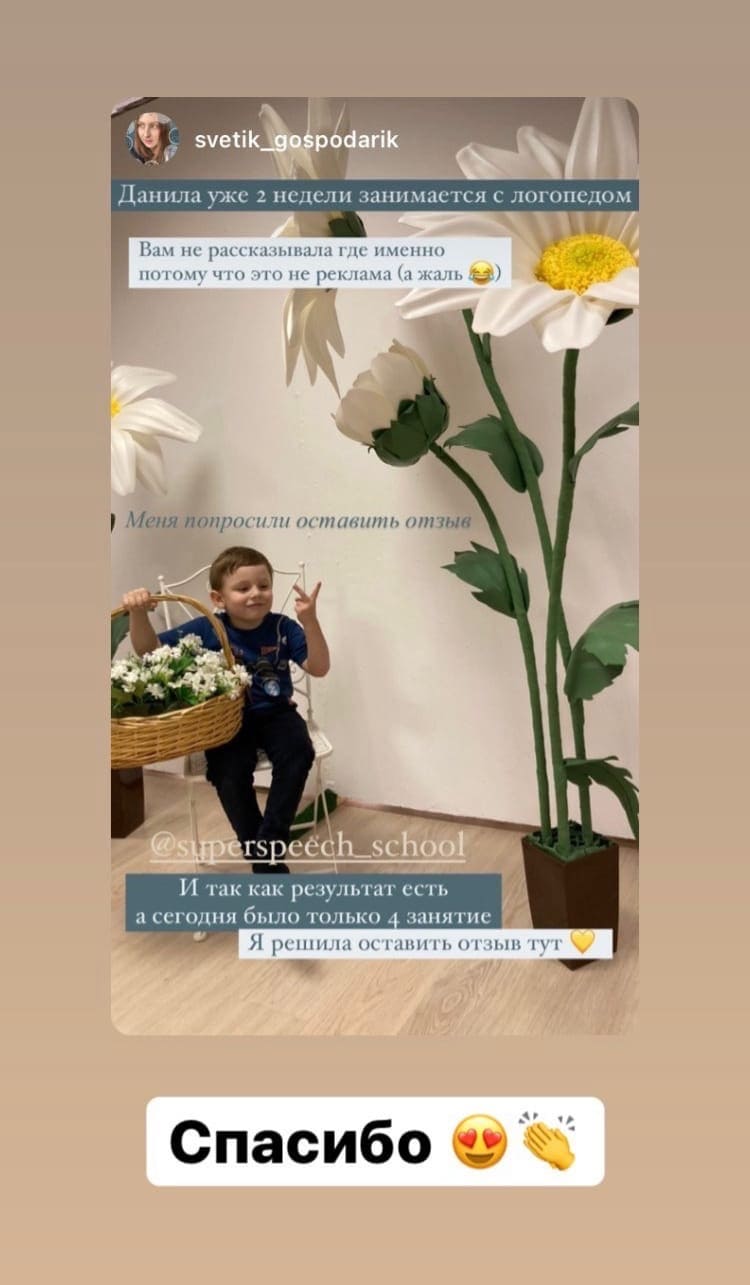 svetik_gospodarik
Данила уже 2 недели занимается с логопедом
Вам не рассказывала где именно
потому что это не реклама (а жаль 😂)
Меня попросили оставить отзыв
@superspeech_school
И так как результат есть
а сегодня было только 4 занятие
Я решила оставить отзыв тут 💛
Спасибо 😍👏